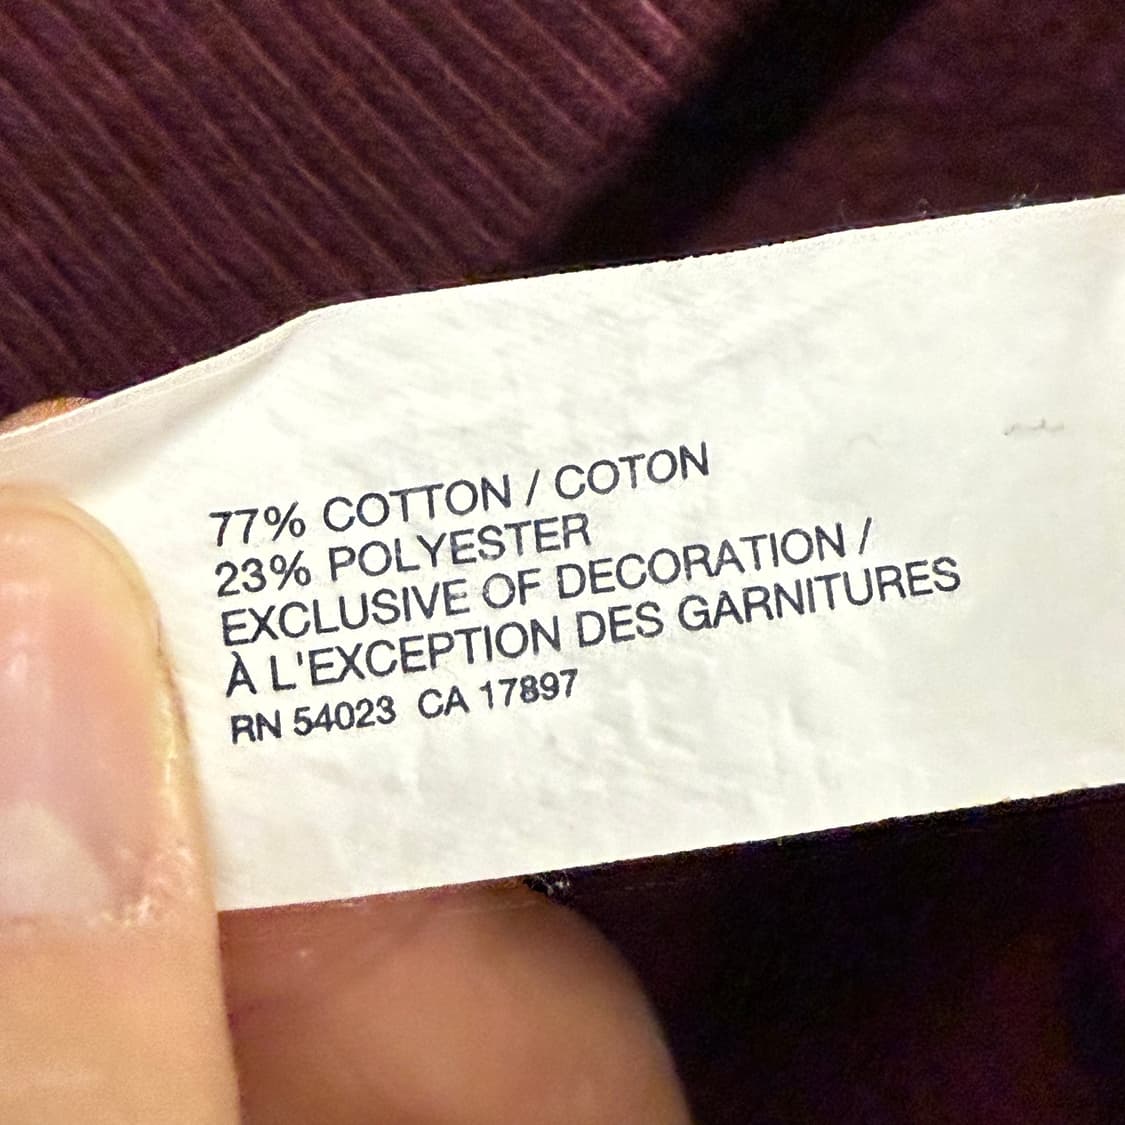 77% COTTON / COTON
23% POLYESTER
EXCLUSIVE OF DECORATION /
À L'EXCEPTION DES GARNITURES
RN 54023 CA 17897